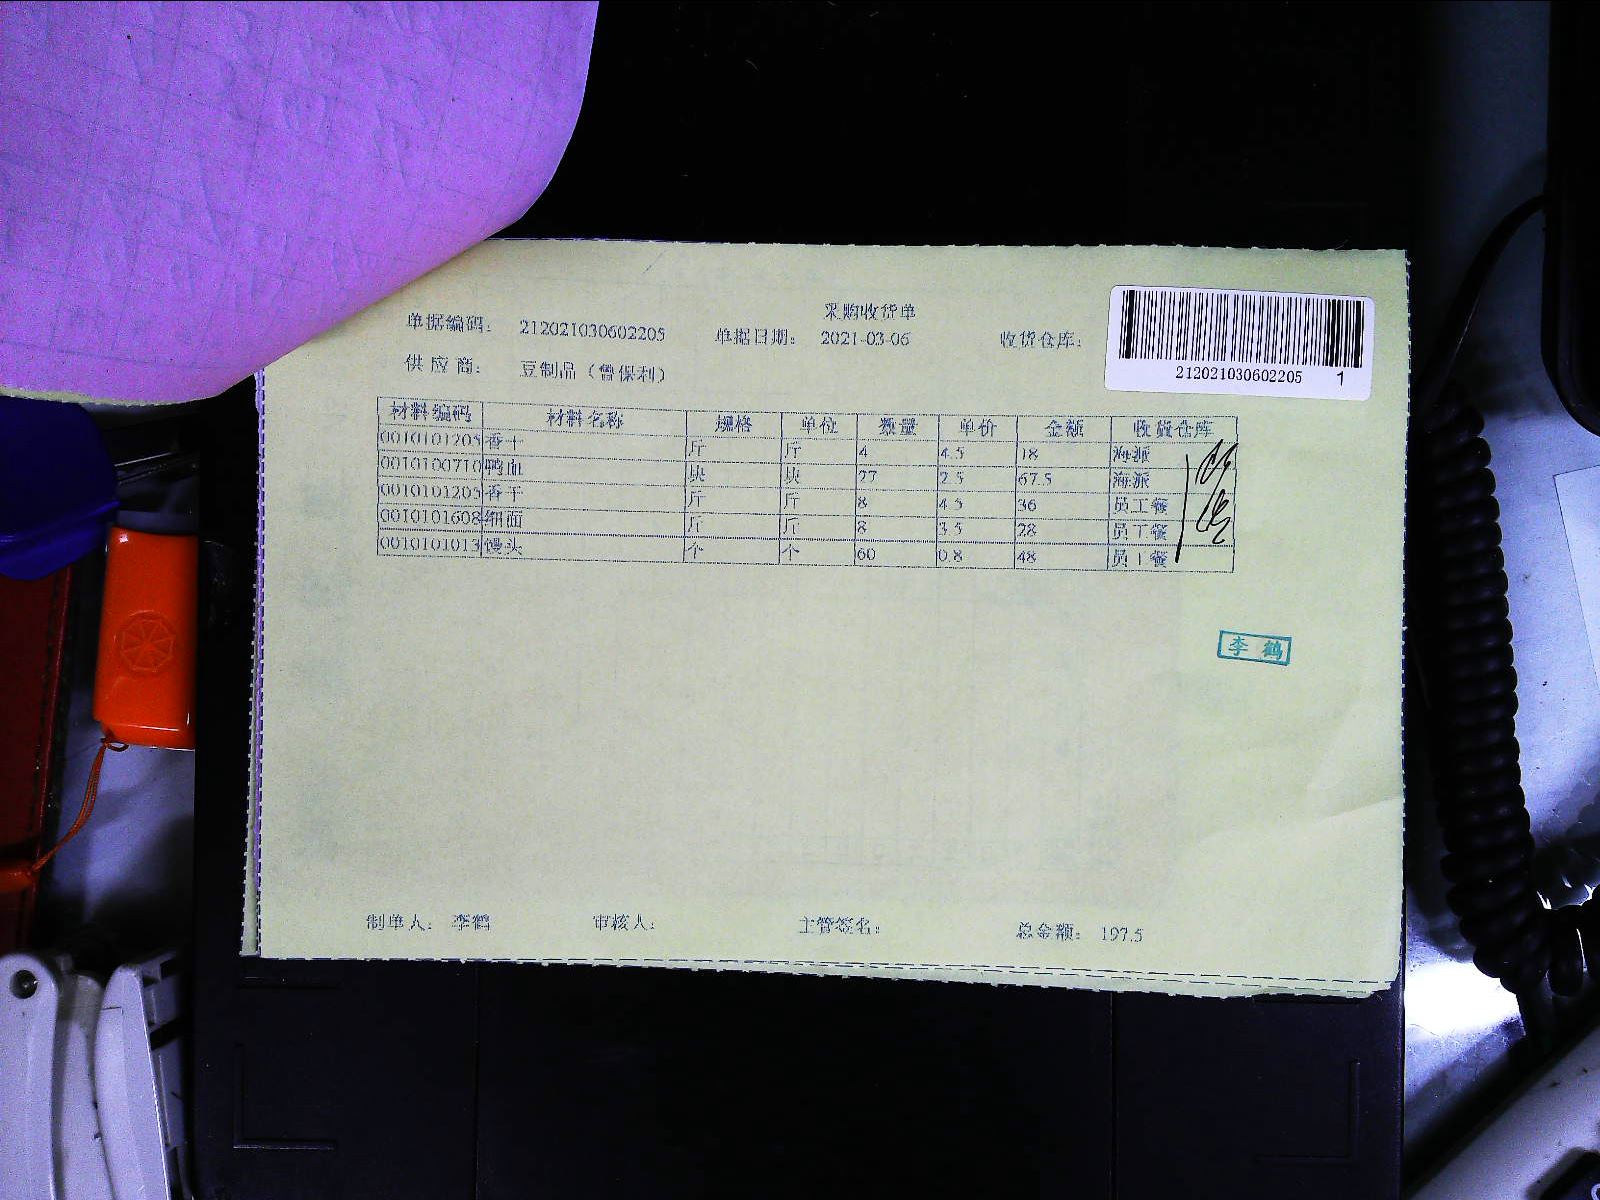 采购收货单
单据编码： 212021030602205 单据日期： 2021-03-06 收货仓库：
212021030602205 1
供应商： 豆制品（曾保利）
材料编码 材料名称 规格 单位 数量 单价 金额 收货仓库
0010101205 香干 斤 斤 4 4.5 18 海派
0010100710 鸭血 块 块 27 2.5 67.5 海派
0010101205 香干 斤 斤 8 4.5 36 员工餐
0010101608 细面 斤 斤 8 3.5 28 员工餐
0010101013 馒头 个 个 60 0.8 48 员工餐
李鹤
制单人： 李鹤 审核人： 主管签名： 总金额： 197.5